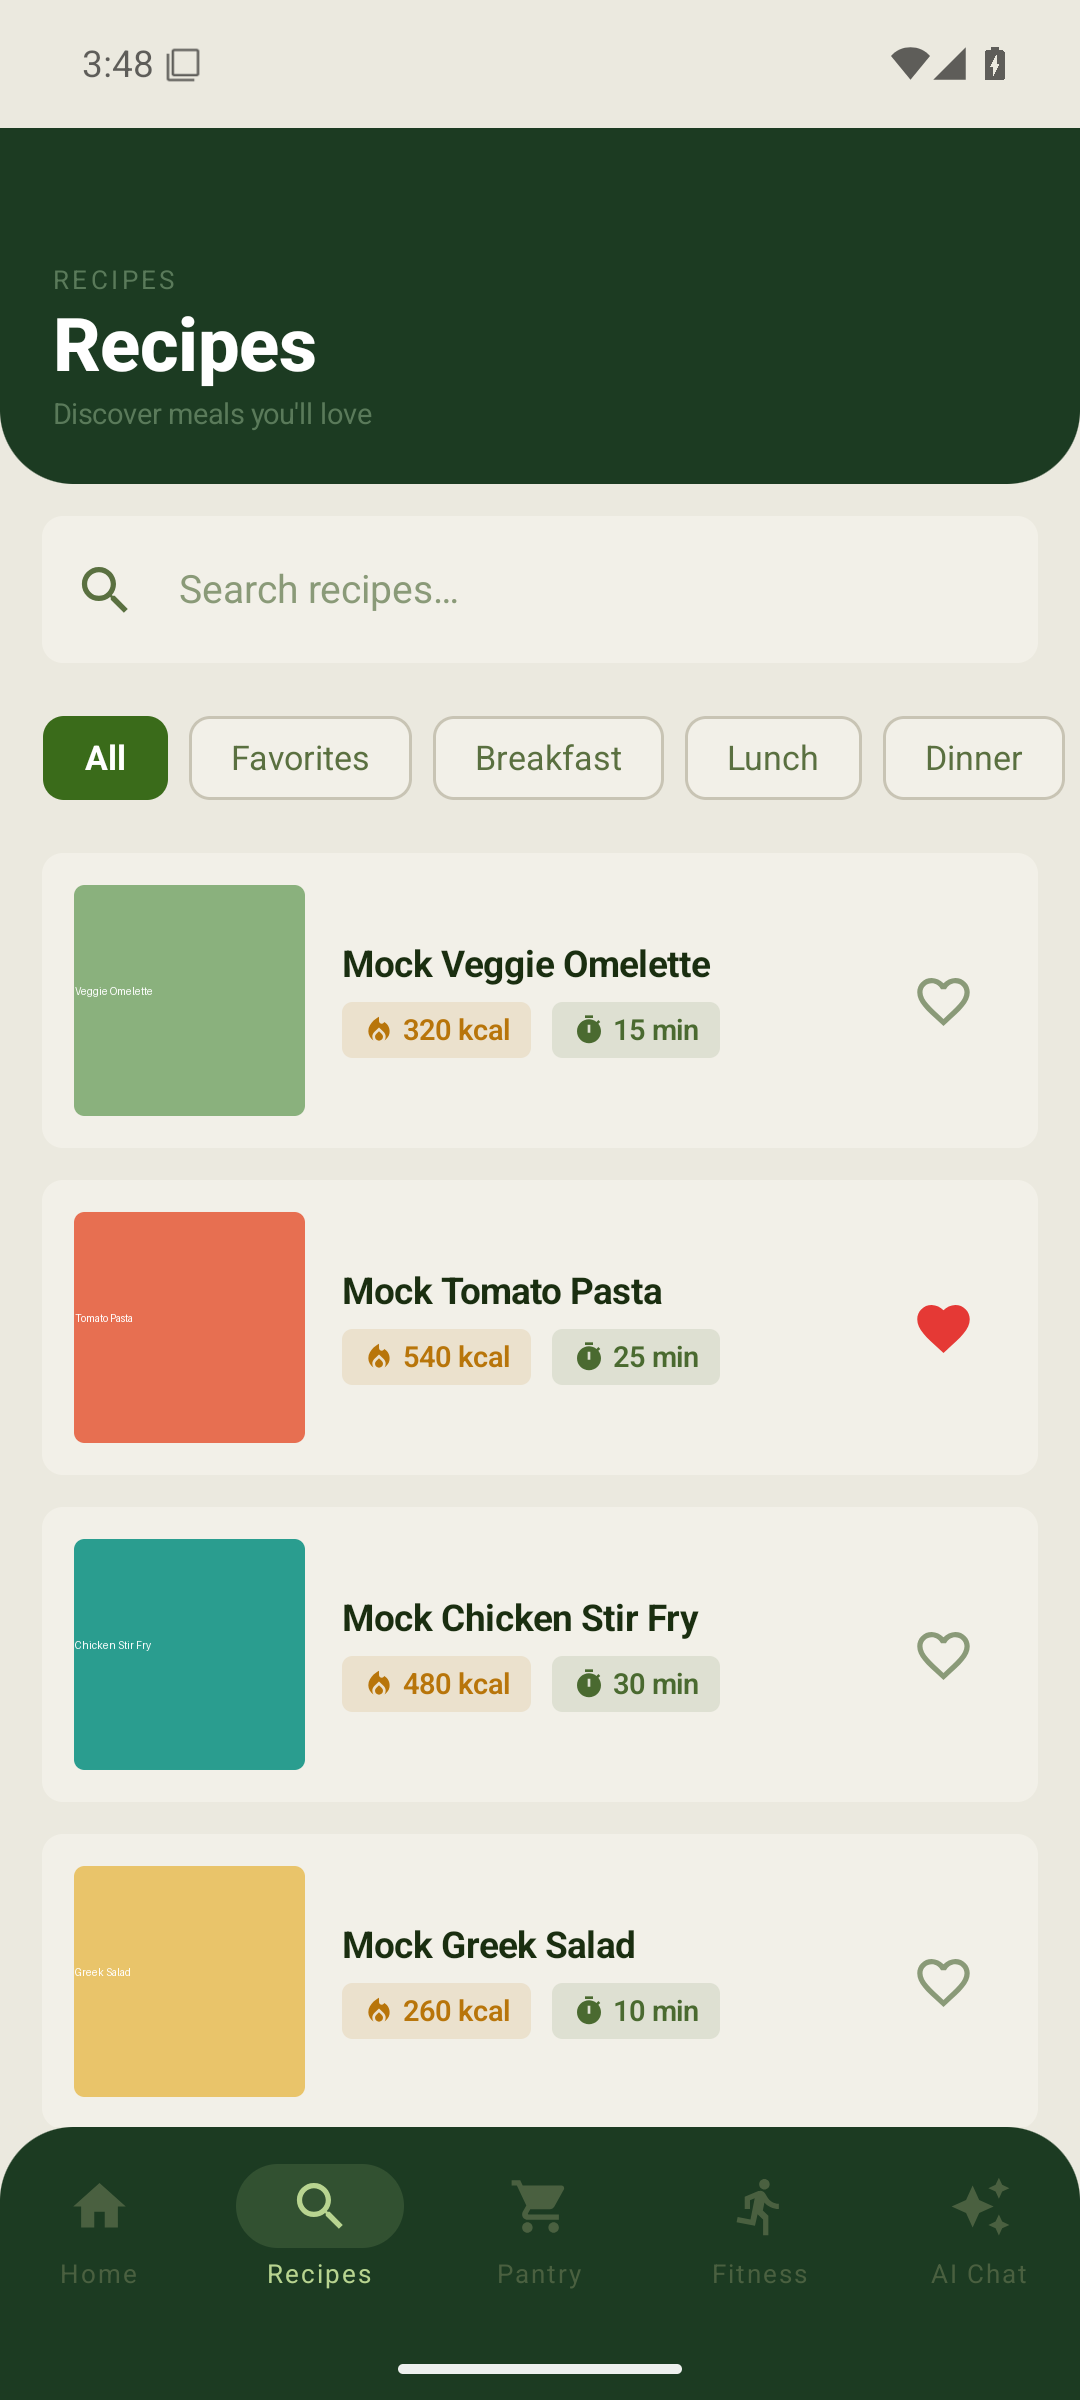 3:48
RECIPES
Recipes
Discover meals you'll love
Search recipes...
All
Favorites
Breakfast
Lunch
Dinner
Veggie Omelette
Mock Veggie Omelette
320 kcal
15 min
Tomato Pasta
Mock Tomato Pasta
540 kcal
25 min
Chicken Stir Fry
Mock Chicken Stir Fry
480 kcal
30 min
Greek Salad
Mock Greek Salad
260 kcal
10 min
Home
Recipes
Pantry
Fitness
AI Chat